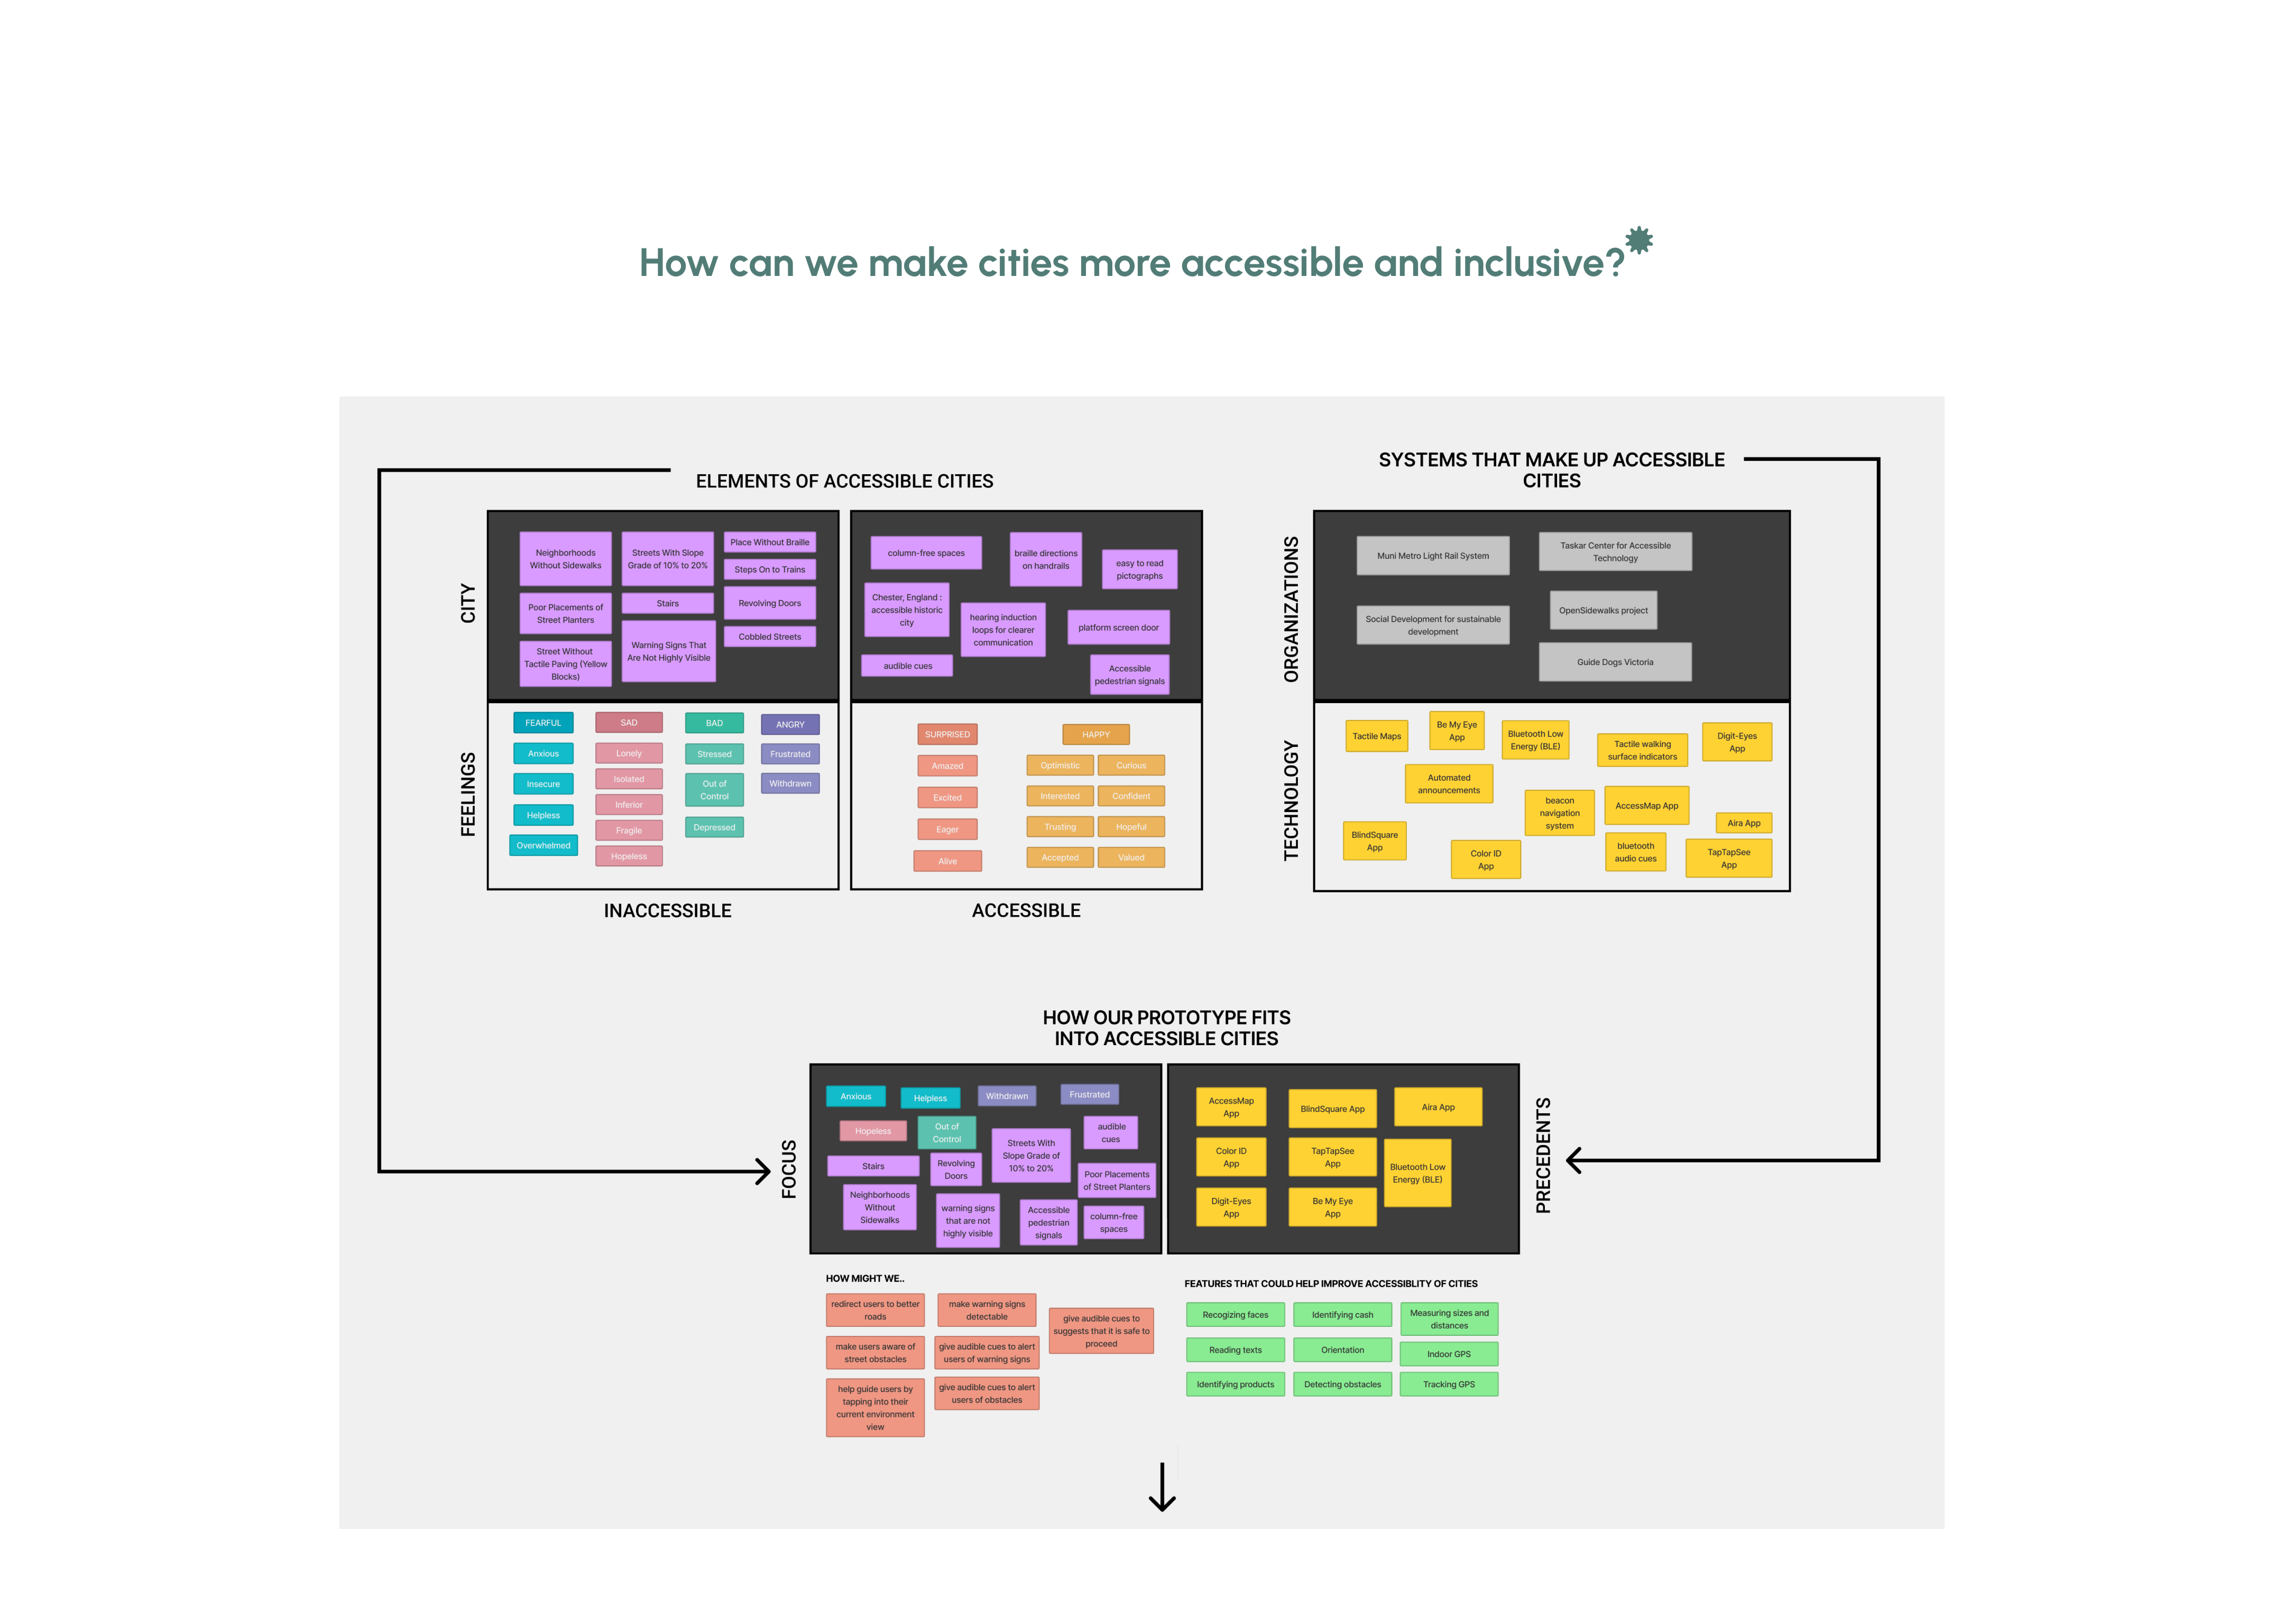 How can we make cities more accessible and inclusive?
ELEMENTS OF ACCESSIBLE CITIES
CITY
Neighborhoods
Without Sidewalks
Streets With Slope
Grade of 10% to 20%
Place Without Braille
Steps On to Trains
Poor Placements of
Street Planters
Stairs
Revolving Doors
Street Without
Tactile Paving (Yellow
Blocks)
Warning Signs That
Are Not Highly Visible
Cobbled Streets
column-free spaces
braille directions
on handrails
easy to read
pictographs
Chester, England :
accessible historic
city
hearing induction
loops for clearer
communication
platform screen door
audible cues
Accessible
pedestrian signals
FEELINGS
FEARFUL
Anxious
Insecure
Helpless
Overwhelmed
SAD
Lonely
Isolated
Inferior
Fragile
Hopeless
BAD
Stressed
Out of
Control
Depressed
ANGRY
Frustrated
Withdrawn
SURPRISED
Amazed
Excited
Eager
Alive
HAPPY
Optimistic
Curious
Interested
Confident
Trusting
Hopeful
Accepted
Valued
INACCESSIBLE
ACCESSIBLE
SYSTEMS THAT MAKE UP ACCESSIBLE
CITIES
ORGANIZATIONS
Muni Metro Light Rail System
Taskar Center for Accessible
Technology
Social Development for sustainable
development
OpenSidewalks project
Guide Dogs Victoria
TECHNOLOGY
Tactile Maps
Be My Eye
App
Bluetooth Low
Energy (BLE)
Tactile walking
surface indicators
Digit-Eyes
App
Automated
announcements
beacon
navigation
system
AccessMap App
Aira App
BlindSquare
App
Color ID
App
bluetooth
audio cues
TapTapSee
App
HOW OUR PROTOTYPE FITS
INTO ACCESSIBLE CITIES
FOCUS
Anxious
Helpless
Withdrawn
Frustrated
Hopeless
Out of
Control
Streets With
Slope Grade of
10% to 20%
audible
cues
Stairs
Revolving
Doors
Poor Placements
of Street Planters
Neighborhoods
Without
Sidewalks
warning signs
that are not
highly visible
Accessible
pedestrian
signals
column-free
spaces
PRECEDENTS
AccessMap
App
BlindSquare App
Aira App
Color ID
App
TapTapSee
App
Bluetooth Low
Energy (BLE)
Digit-Eyes
App
Be My Eye
App
HOW MIGHT WE..
redirect users to better
roads
make warning signs
detectable
give audible cues to
suggests that it is safe to
proceed
make users aware of
street obstacles
give audible cues to alert
users of warning signs
help guide users by
tapping into their
current environment
view
give audible cues to alert
users of obstacles
FEATURES THAT COULD HELP IMPROVE ACCESSIBLITY OF CITIES
Recogizing faces
Identifying cash
Measuring sizes and
distances
Reading texts
Orientation
Indoor GPS
Identifying products
Detecting obstacles
Tracking GPS